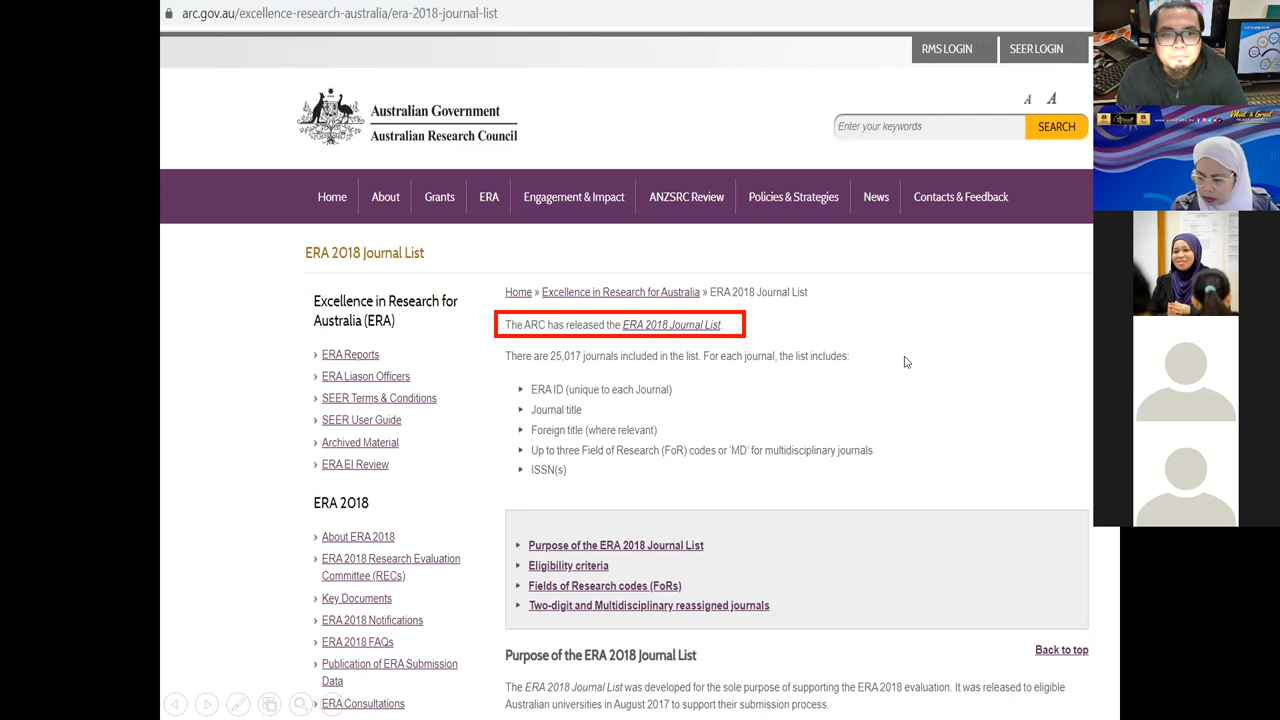 arc.gov.au/excellence-research-australia/era-2018-journal-list
RMS LOGIN
SEER LOGIN
Australian Government
Australian Research Council
A A
Enter your keywords
SEARCH
Home
About
Grants
ERA
Engagement & Impact
ANZSRC Review
Policies & Strategies
News
Contacts & Feedback
ERA 2018 Journal List
Excellence in Research for
Australia (ERA)
› ERA Reports
› ERA Liason Officers
› SEER Terms & Conditions
› SEER User Guide
› Archived Material
› ERA EI Review
ERA 2018
› About ERA 2018
› ERA 2018 Research Evaluation
Committee (RECs)
› Key Documents
› ERA 2018 Notifications
› ERA 2018 FAQs
› Publication of ERA Submission
Data
› ERA Consultations
Home » Excellence in Research for Australia » ERA 2018 Journal List
The ARC has released the ERA 2018 Journal List.
There are 25,017 journals included in the list. For each journal, the list includes:
ERA ID (unique to each Journal)
Journal title
Foreign title (where relevant)
Up to three Field of Research (FoR) codes or 'MD' for multidisciplinary journals
ISSN(s)
Purpose of the ERA 2018 Journal List
Eligibility criteria
Fields of Research codes (FoRs)
Two-digit and Multidisciplinary reassigned journals
Back to top
Purpose of the ERA 2018 Journal List
The ERA 2018 Journal List was developed for the sole purpose of supporting the ERA 2018 evaluation. It was released to eligible
Australian universities in August 2017 to support their submission process.